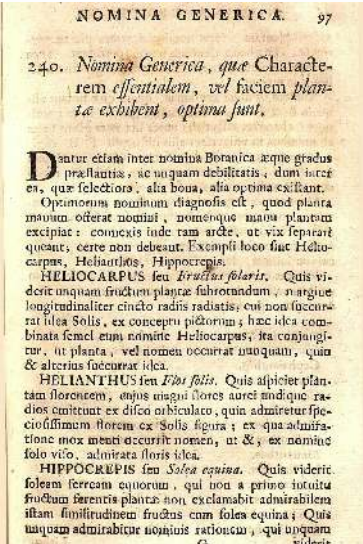 NOMINA GENERICA. 97
240. Nomina Generica, quæ Characte-
rem essentialem, vel faciem plan-
tæ exhibent, optima sunt.
Dantur etiam inter nomina Botanica æque gradus
præstantiæ, ac unquam debilitatis, dum inter
ea, quæ selectiora, alia bona, alia optima existant.
Optimorum nominum diagnosis est, quod planta
manum offerat nomini, nomenque manu plantam
excipiat: connexis inde tam arcte, ut vix separari
queant, certe non debeant. Exempli loco sint Helio-
carpus, Helianthus, Hippocrepis.
HELIOCARPUS seu Fructus solaris. Quis vi-
derit unquam fructum plantæ subrotundum, margine
longitudinaliter cincto radiis radiatis, cui non succur-
rat idea Solis, ex conceptu pictorum; hæc idea com-
binata semel cum nomine Heliocarpus, ita conjungi-
tur, ut planta, vel nomen occurrat nunquam, quin
& alterius succurrat idea.
HELIANTHUS seu Flos solis. Quis aspiciet plan-
tam florentem, cujus magni flores aurei undique ra-
dios emittunt ex disco orbiculato, quin admiretur spe-
ciosissimum florem ex Solis figura; ex qua admira-
tione mox menti occurrit nomen, ut &, ex nomine
solo viso, admirata floris idea.
HIPPOCREPIS seu Solea equina. Quis viderit
soleam ferream equorum, qui non a primo intuitu
fructum ferentis plantæ non exclamabit admirabilem
istam similitudinem fructus cum solea equina; Quis
unquam admirabitur nominis rationem, qui unquam
G viderit